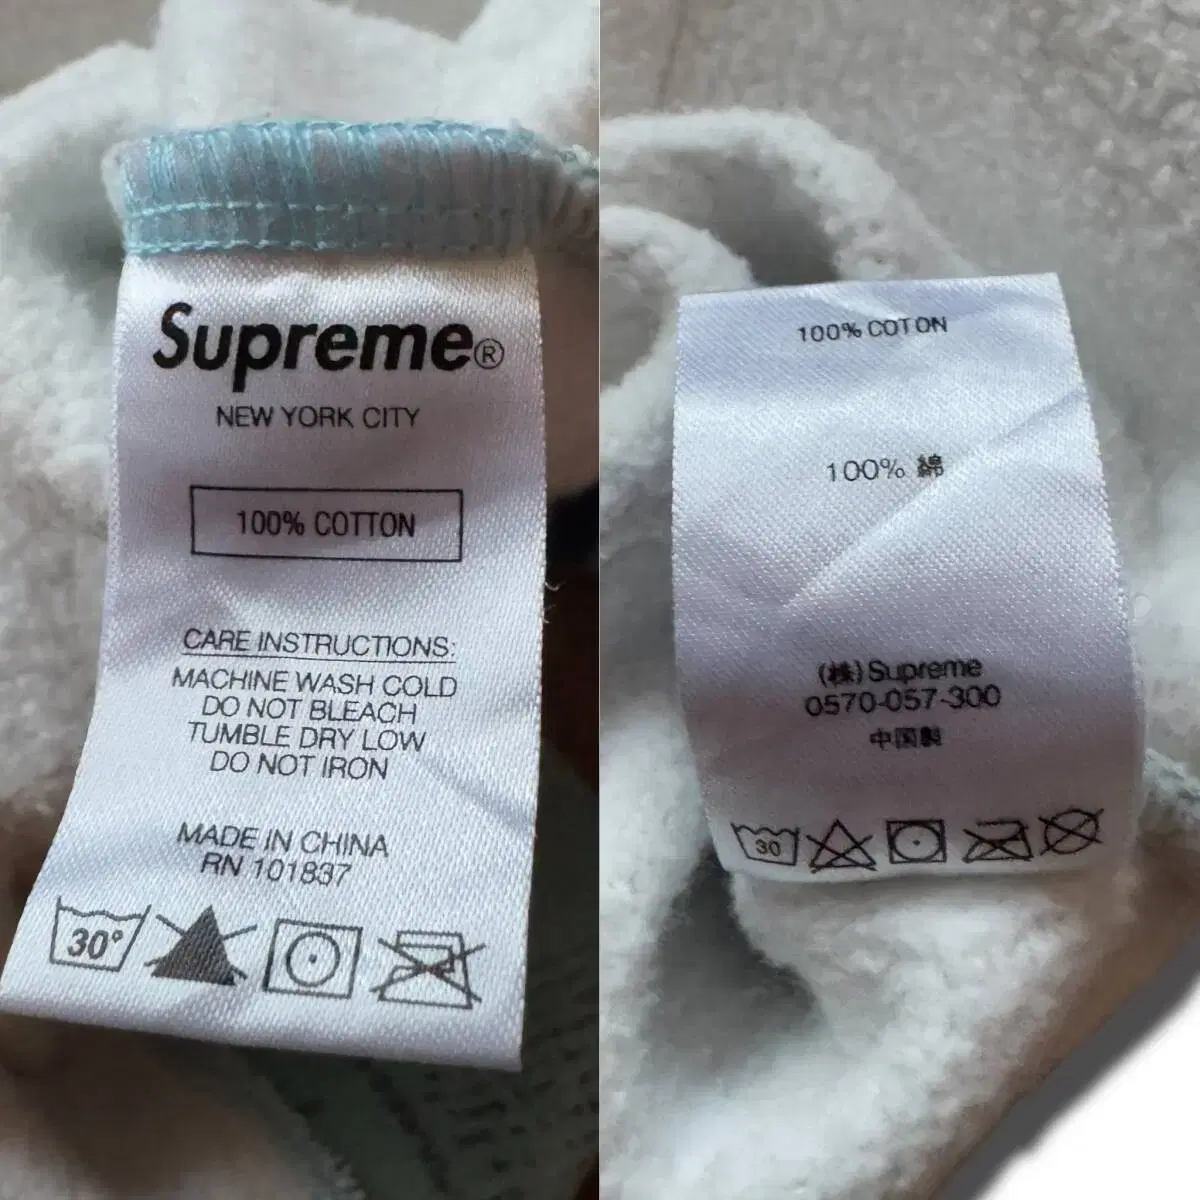 Supreme®
NEW YORK CITY
100% COTTON
CARE INSTRUCTIONS:
MACHINE WASH COLD
DO NOT BLEACH
TUMBLE DRY LOW
DO NOT IRON
MADE IN CHINA
RN 101837
30°
100% COTON
100% 綿
(株)Supreme
0570-057-300
中国製
30